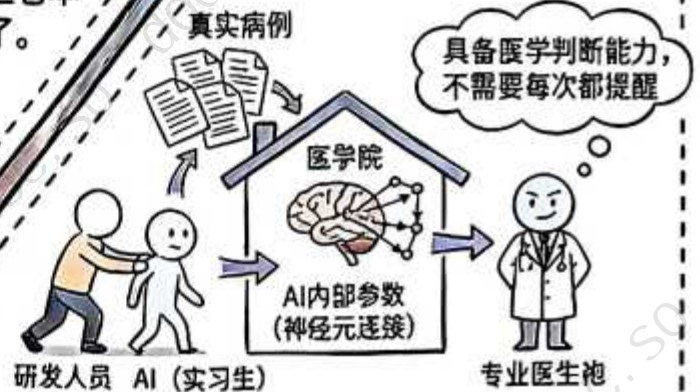 了。
真实病例
具备医学判断能力，
不需要每次都提醒
医学院
AI内部参数
（神经元连接）
研发人员 AI（实习生）
专业医生袍